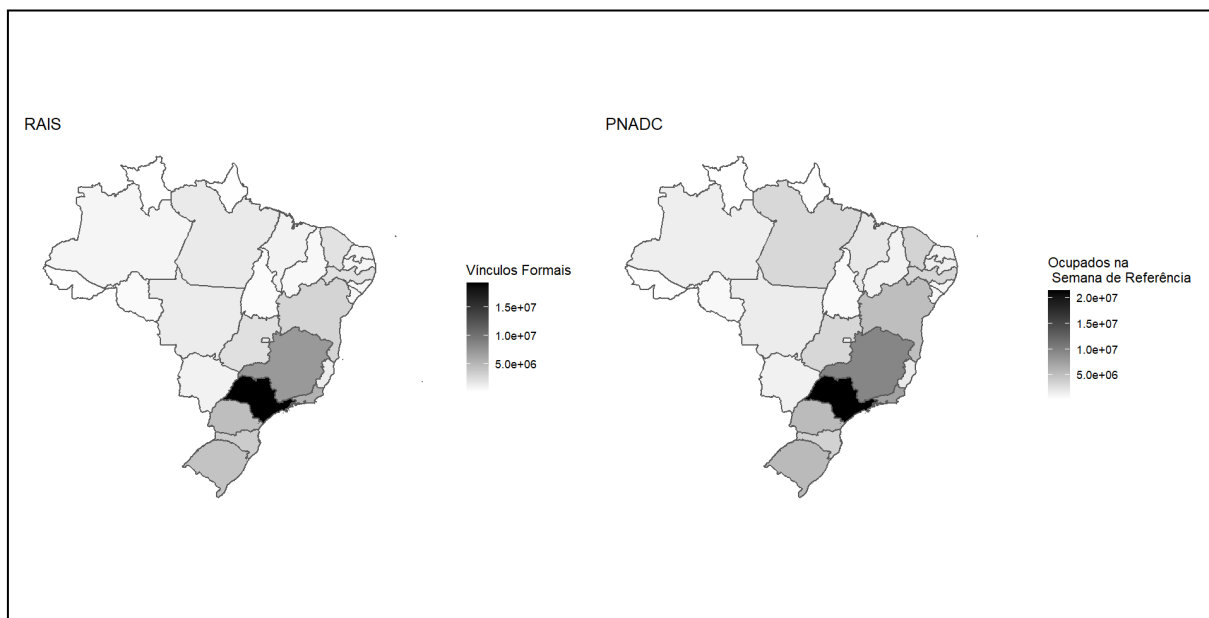 RAIS
Vínculos Formais
1.5e+07
1.0e+07
5.0e+06
PNADC
Ocupados na
Semana de Referência
2.0e+07
1.5e+07
1.0e+07
5.0e+06